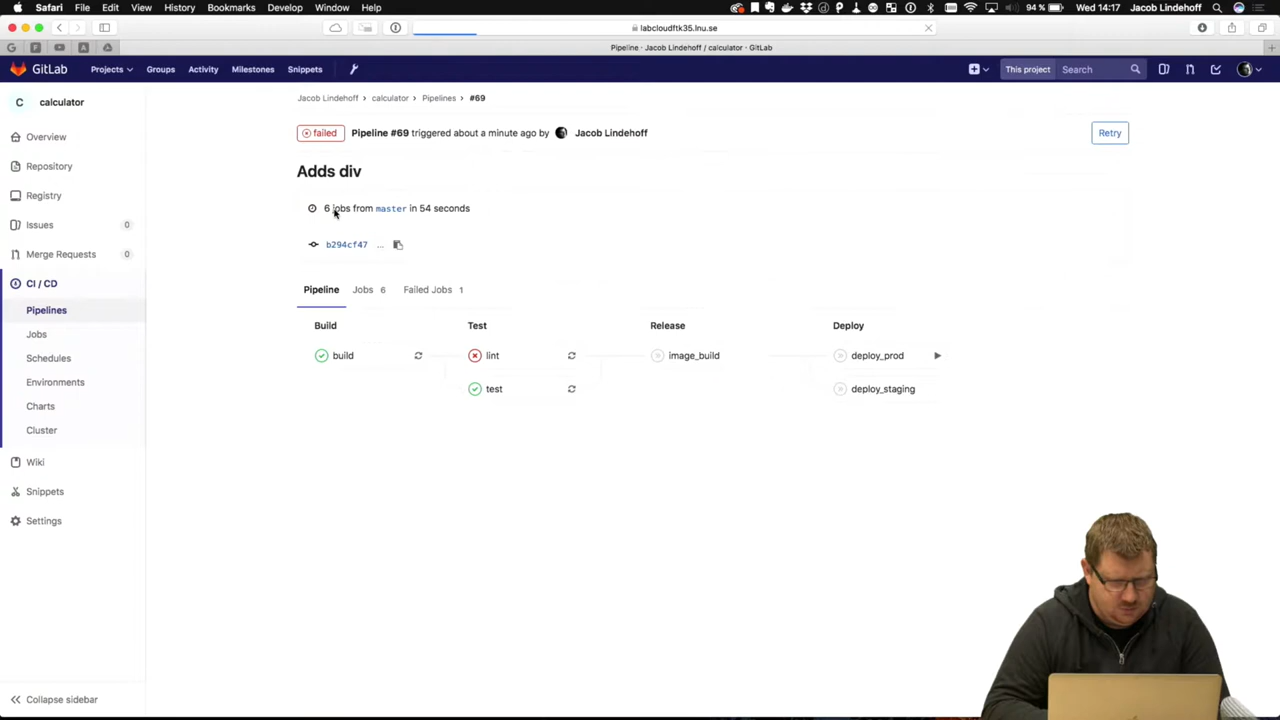 Safari File Edit View History Bookmarks Develop Window Help 94 % Wed 14:17 Jacob Lindehoff
labcloudftk35.lnu.se
Pipeline · Jacob Lindehoff / calculator · GitLab
GitLab Projects Groups Activity Milestones Snippets This project Search
C calculator
Jacob Lindehoff > calculator > Pipelines > #69
failed Pipeline #69 triggered about a minute ago by Jacob Lindehoff Retry
Adds div
6 jobs from master in 54 seconds
b294cf47 ...
Pipeline Jobs 6 Failed Jobs 1
Build Test Release Deploy
build lint image_build deploy_prod
test deploy_staging
Overview
Repository
Registry
Issues 0
Merge Requests 0
CI / CD
Pipelines
Jobs
Schedules
Environments
Charts
Cluster
Wiki
Snippets
Settings
Collapse sidebar